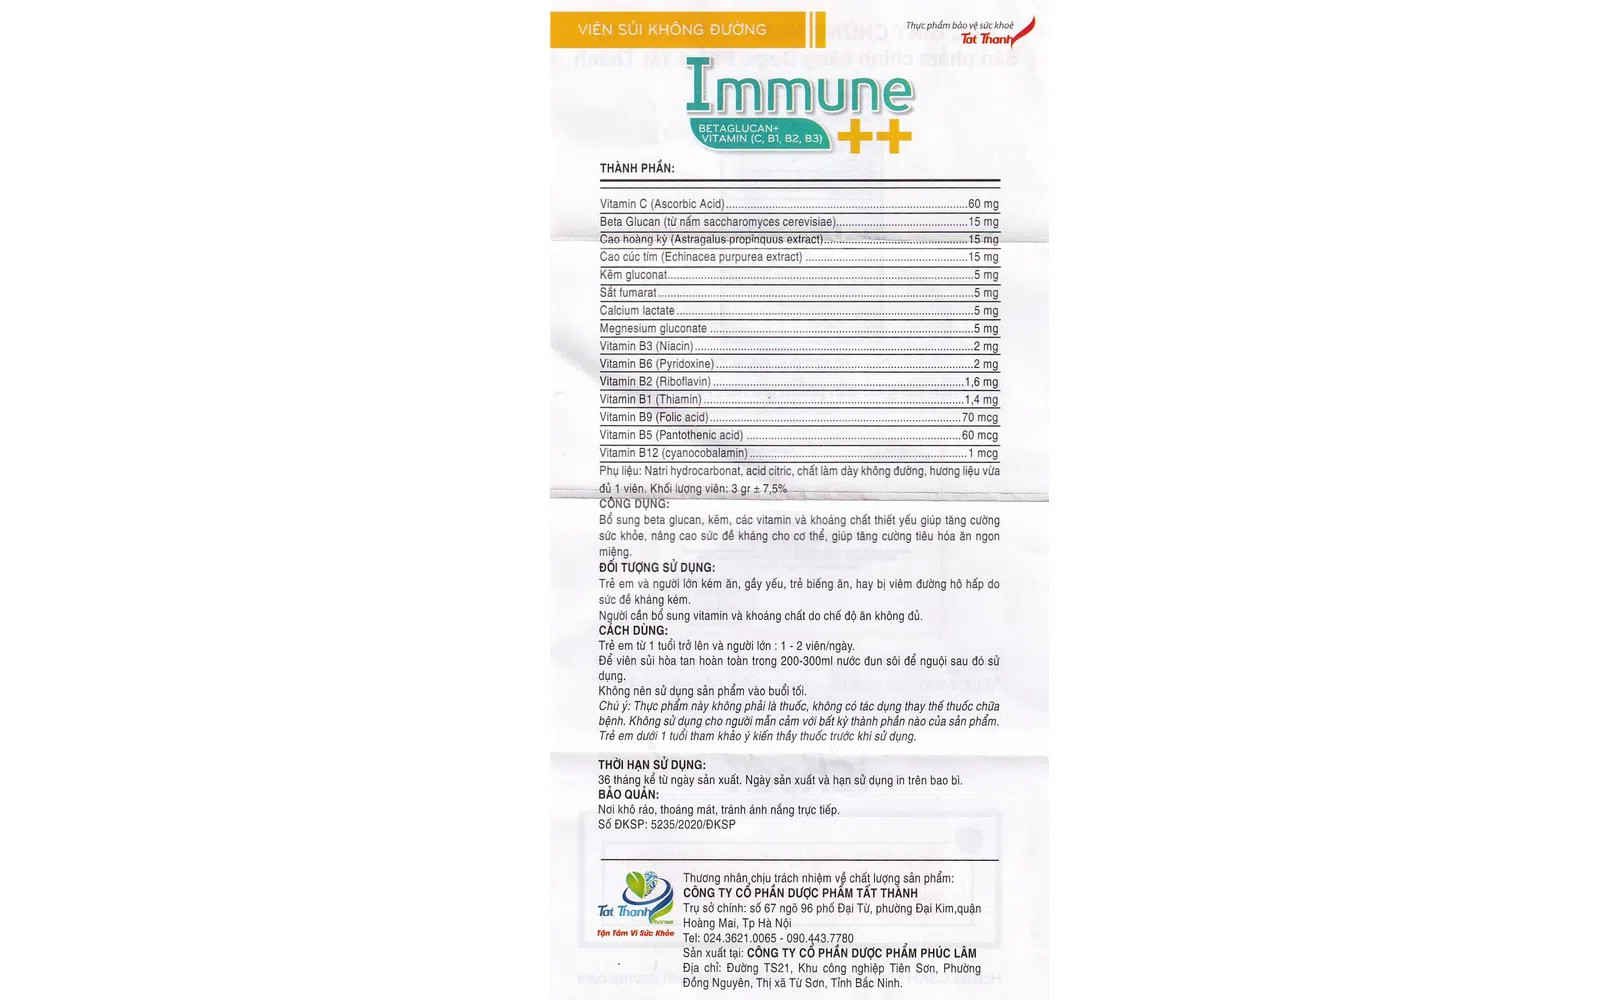 VIÊN SỦI KHÔNG ĐƯỜNG
Thực phẩm bảo vệ sức khoẻ
Tat Thanh
Immune
BETAGLUCAN+
VITAMIN (C, B1, B2, B3)
++
THÀNH PHẦN:
Vitamin C (Ascorbic Acid)........60 mg
Beta Glucan (từ nấm saccharomyces cerevisiae)........15 mg
Cao hoàng kỳ (Astragalus propinquus extract)........15 mg
Cao cúc tím (Echinacea purpurea extract)........15 mg
Kẽm gluconat........5 mg
Sắt fumarat........5 mg
Calcium lactate........5 mg
Megnesium gluconate........5 mg
Vitamin B3 (Niacin)........2 mg
Vitamin B6 (Pyridoxine)........2 mg
Vitamin B2 (Riboflavin)........1,6 mg
Vitamin B1 (Thiamin)........1,4 mg
Vitamin B9 (Folic acid)........70 mcg
Vitamin B5 (Pantothenic acid)........60 mcg
Vitamin B12 (cyanocobalamin)........1 mcg
Phụ liệu: Natri hydrocarbonat, acid citric, chất làm dày không đường, hương liệu vừa
đủ 1 viên. Khối lượng viên: 3 gr ± 7,5%
CÔNG DỤNG:
Bổ sung beta glucan, kẽm, các vitamin và khoáng chất thiết yếu giúp tăng cường
sức khỏe, nâng cao sức đề kháng cho cơ thể, giúp tăng cường tiêu hóa ăn ngon
miệng.
ĐỐI TƯỢNG SỬ DỤNG:
Trẻ em và người lớn kém ăn, gầy yếu, trẻ biếng ăn, hay bị viêm đường hô hấp do
sức đề kháng kém.
Người cần bổ sung vitamin và khoáng chất do chế độ ăn không đủ.
CÁCH DÙNG:
Trẻ em từ 1 tuổi trở lên và người lớn : 1 - 2 viên/ngày.
Để viên sủi hòa tan hoàn toàn trong 200-300ml nước đun sôi để nguội sau đó sử
dụng.
Không nên sử dụng sản phẩm vào buổi tối.
Chú ý: Thực phẩm này không phải là thuốc, không có tác dụng thay thế thuốc chữa
bệnh. Không sử dụng cho người mẫn cảm với bất kỳ thành phần nào của sản phẩm.
Trẻ em dưới 1 tuổi tham khảo ý kiến thầy thuốc trước khi sử dụng.
THỜI HẠN SỬ DỤNG:
36 tháng kể từ ngày sản xuất. Ngày sản xuất và hạn sử dụng in trên bao bì.
BẢO QUẢN:
Nơi khô ráo, thoáng mát, tránh ánh nắng trực tiếp.
Số ĐKSP: 5235/2020/ĐKSP
Thương nhân chịu trách nhiệm về chất lượng sản phẩm:
CÔNG TY CỔ PHẦN DƯỢC PHẨM TẤT THÀNH
Trụ sở chính: số 67 ngõ 96 phố Đại Từ, phường Đại Kim,quận
Hoàng Mai, Tp Hà Nội
Tel: 024.3621.0065 - 090.443.7780
Sản xuất tại: CÔNG TY CỔ PHẦN DƯỢC PHẨM PHÚC LÂM
Địa chỉ: Đường TS21, Khu công nghiệp Tiên Sơn, Phường
Đồng Nguyên, Thị xã Từ Sơn, Tỉnh Bắc Ninh.
Tat Thanh
Pharma
Tận Tâm Vì Sức Khỏe